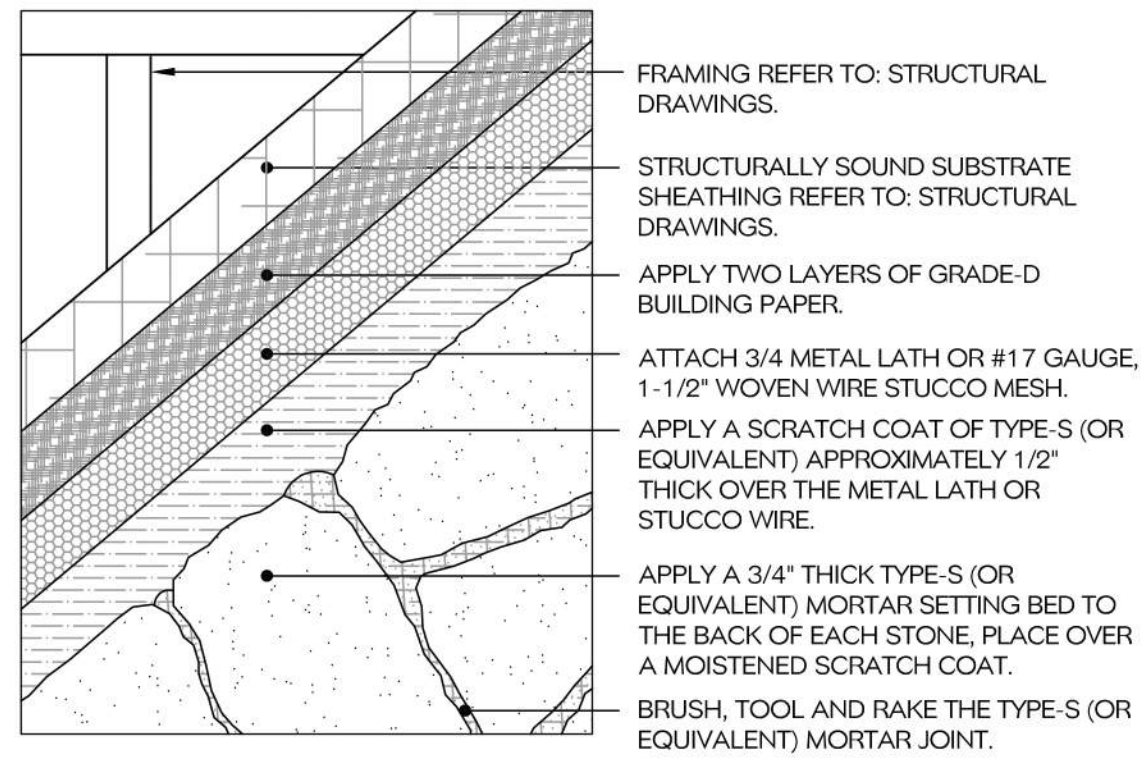 FRAMING REFER TO: STRUCTURAL
DRAWINGS.
STRUCTURALLY SOUND SUBSTRATE
SHEATHING REFER TO: STRUCTURAL
DRAWINGS.
APPLY TWO LAYERS OF GRADE-D
BUILDING PAPER.
ATTACH 3/4 METAL LATH OR #17 GAUGE,
1-1/2" WOVEN WIRE STUCCO MESH.
APPLY A SCRATCH COAT OF TYPE-S (OR
EQUIVALENT) APPROXIMATELY 1/2"
THICK OVER THE METAL LATH OR
STUCCO WIRE.
APPLY A 3/4" THICK TYPE-S (OR
EQUIVALENT) MORTAR SETTING BED TO
THE BACK OF EACH STONE, PLACE OVER
A MOISTENED SCRATCH COAT.
BRUSH, TOOL AND RAKE THE TYPE-S (OR
EQUIVALENT) MORTAR JOINT.